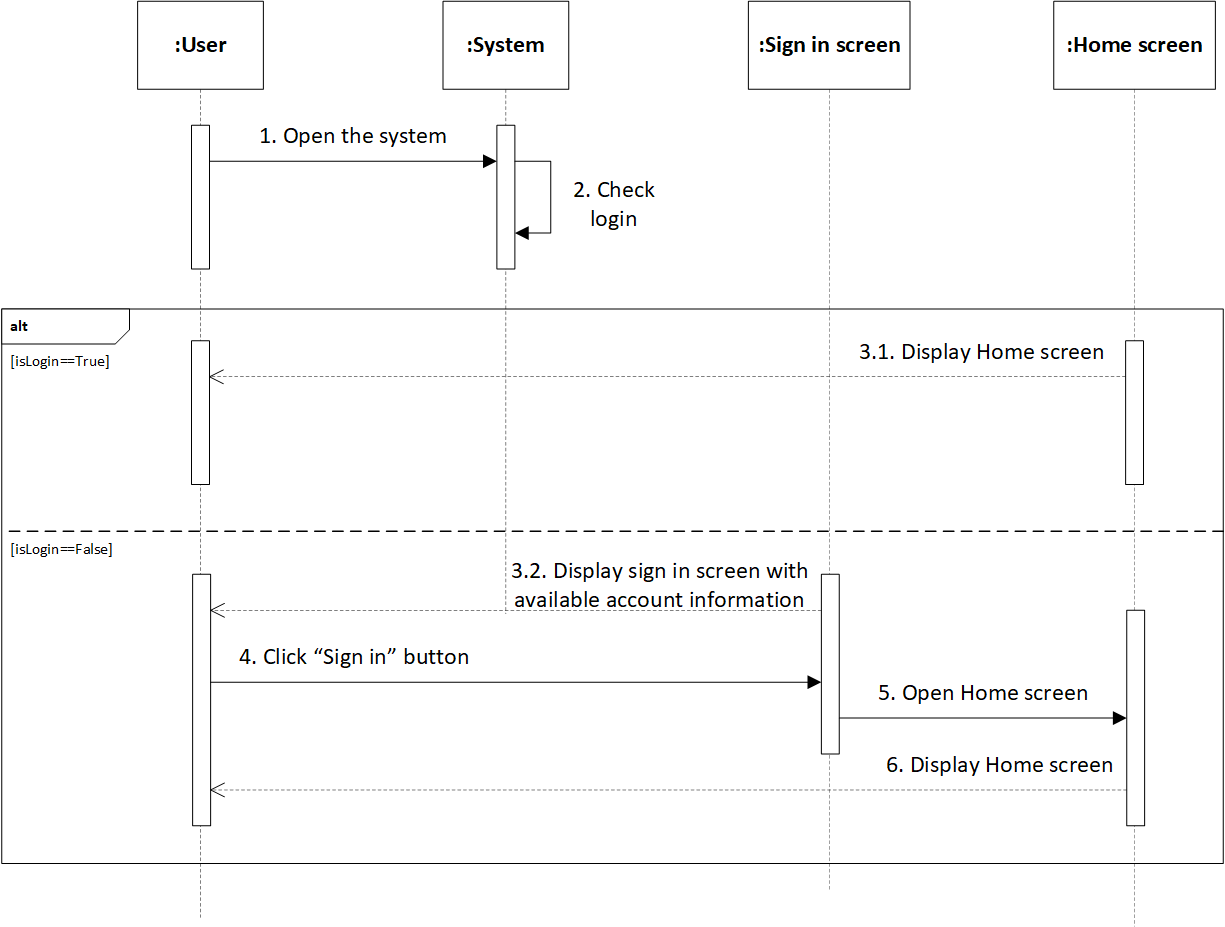 :User
:System
:Sign in screen
:Home screen
1. Open the system
2. Check
login
alt
[isLogin==True]
3.1. Display Home screen
[isLogin==False]
3.2. Display sign in screen with
available account information
4. Click “Sign in” button
5. Open Home screen
6. Display Home screen